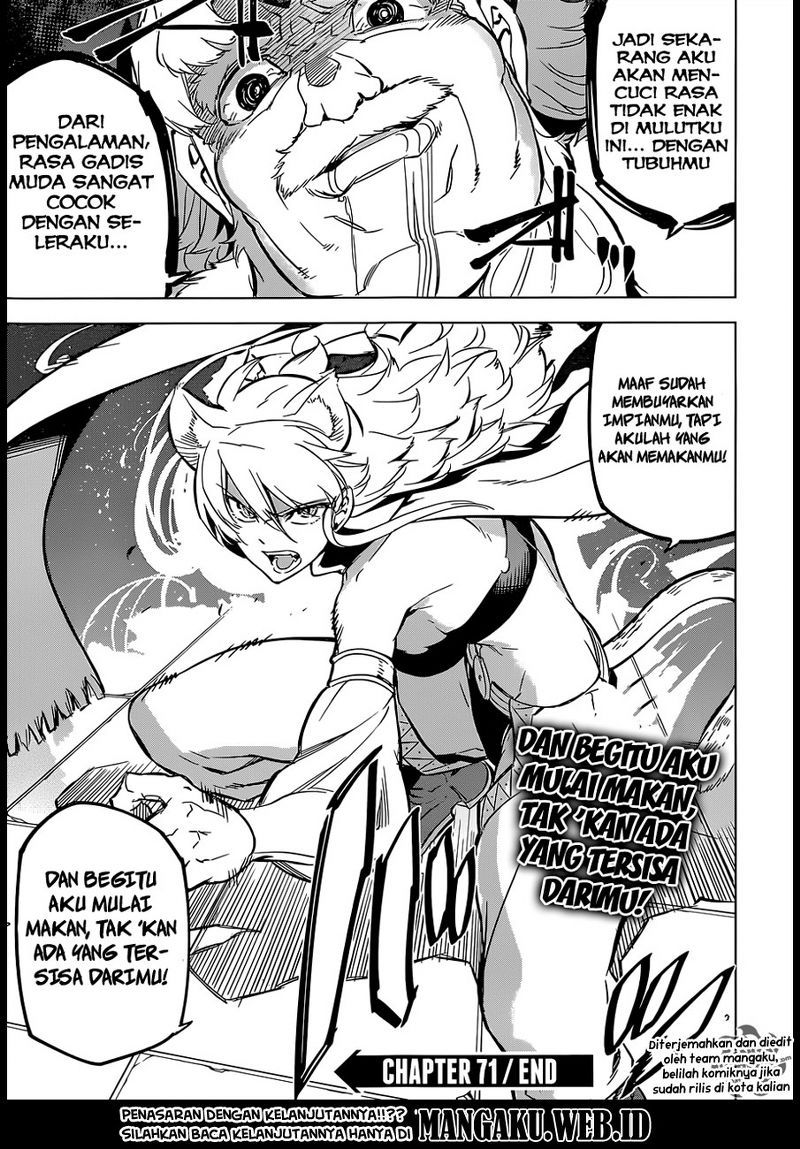 JADI SEKA-
RANG AKU
AKAN MEN-
CUCI RASA
TIDAK ENAK
DI MULUTKU
INI... DENGAN
TUBUHMU
DARI
PENGALAMAN,
RASA GADIS
MUDA SANGAT
COCOK
DENGAN SE-
LERAKU...
MAAF SUDAH
MEMBUYARKAN
IMPIANMU, TAPI
AKULAH YANG
AKAN MEMAKANMU!
DAN BEGITU AKU
MULAI MAKAN,
TAK 'KAN ADA
YANG TERSISA
DARIMU!
DAN BEGITU
AKU MULAI
MAKAN, TAK 'KAN
ADA YANG TER-
SISA DARIMU!
CHAPTER 71 / END
Diterjemahkan dan diedit
oleh team mangaku,
belilah komiknya jika
sudah rilis di kota kalian
PENASARAN DENGAN KELANJUTANNYA!!??
SILAHKAN BACA KELANJUTANNYA HANYA DI
MANGAKU.WEB.ID